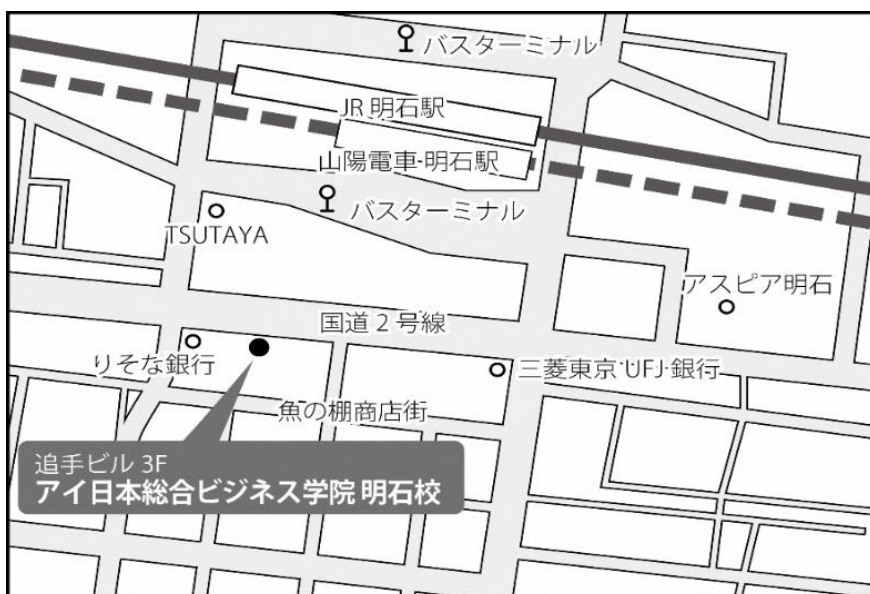 バスターミナル
JR 明石駅
山陽電車 明石駅
バスターミナル
TSUTAYA
アスピア明石
国道 2 号線
りそな銀行
三菱東京 UFJ 銀行
魚の棚商店街
追手ビル 3F
アイ日本総合ビジネス学院 明石校